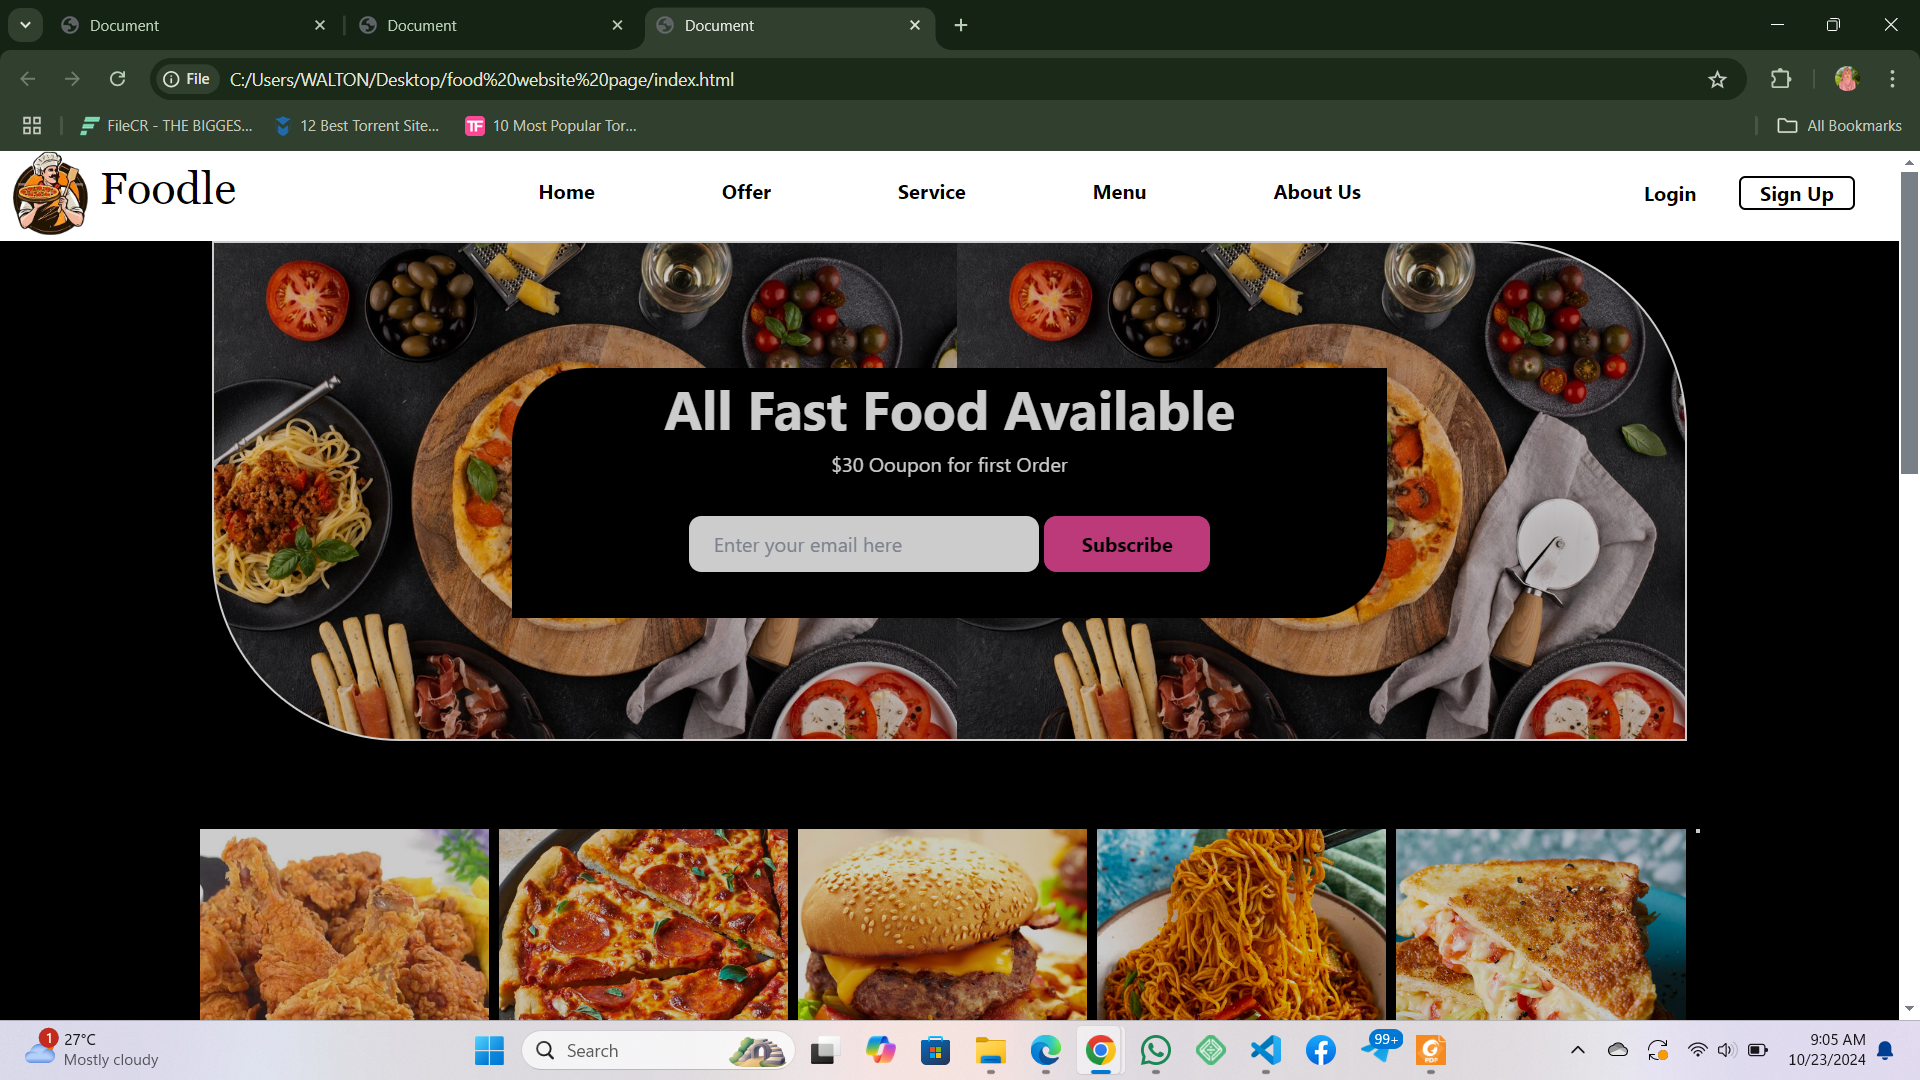 Document
Document
Document
File
C:/Users/WALTON/Desktop/food%20website%20page/index.html
FileCR - THE BIGGES...
12 Best Torrent Site...
TF
10 Most Popular Tor...
All Bookmarks
Foodle
Home
Offer
Service
Menu
About Us
Login
Sign Up
All Fast Food Available
$30 Ooupon for first Order
Enter your email here
Subscribe
1
27°C
Mostly cloudy
Search
99+
PDF
9:05 AM
10/23/2024